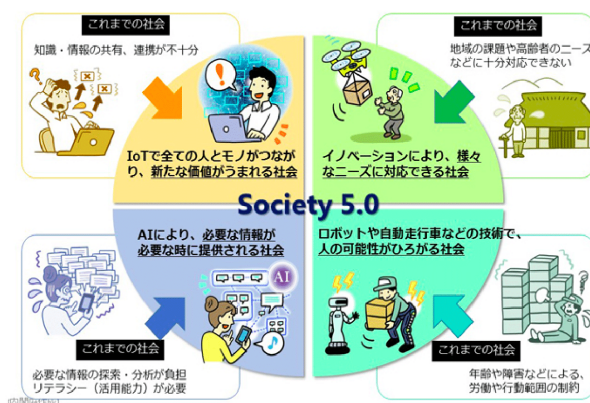 これまでの社会
知識・情報の共有、連携が不十分
これまでの社会
地域の課題や高齢者のニーズ
などに十分対応できない
IoTで全ての人とモノがつなが
り、新たな価値がうまれる社会
イノベーションにより、様々
なニーズに対応できる社会
Society 5.0
AIにより、必要な情報が
必要な時に提供される社会
ロボットや自動走行車などの技術で、
人の可能性がひろがる社会
AI
これまでの社会
必要な情報の探索・分析が負担
リテラシー（活用能力）が必要
これまでの社会
年齢や障害などによる、
労働や行動範囲の制約